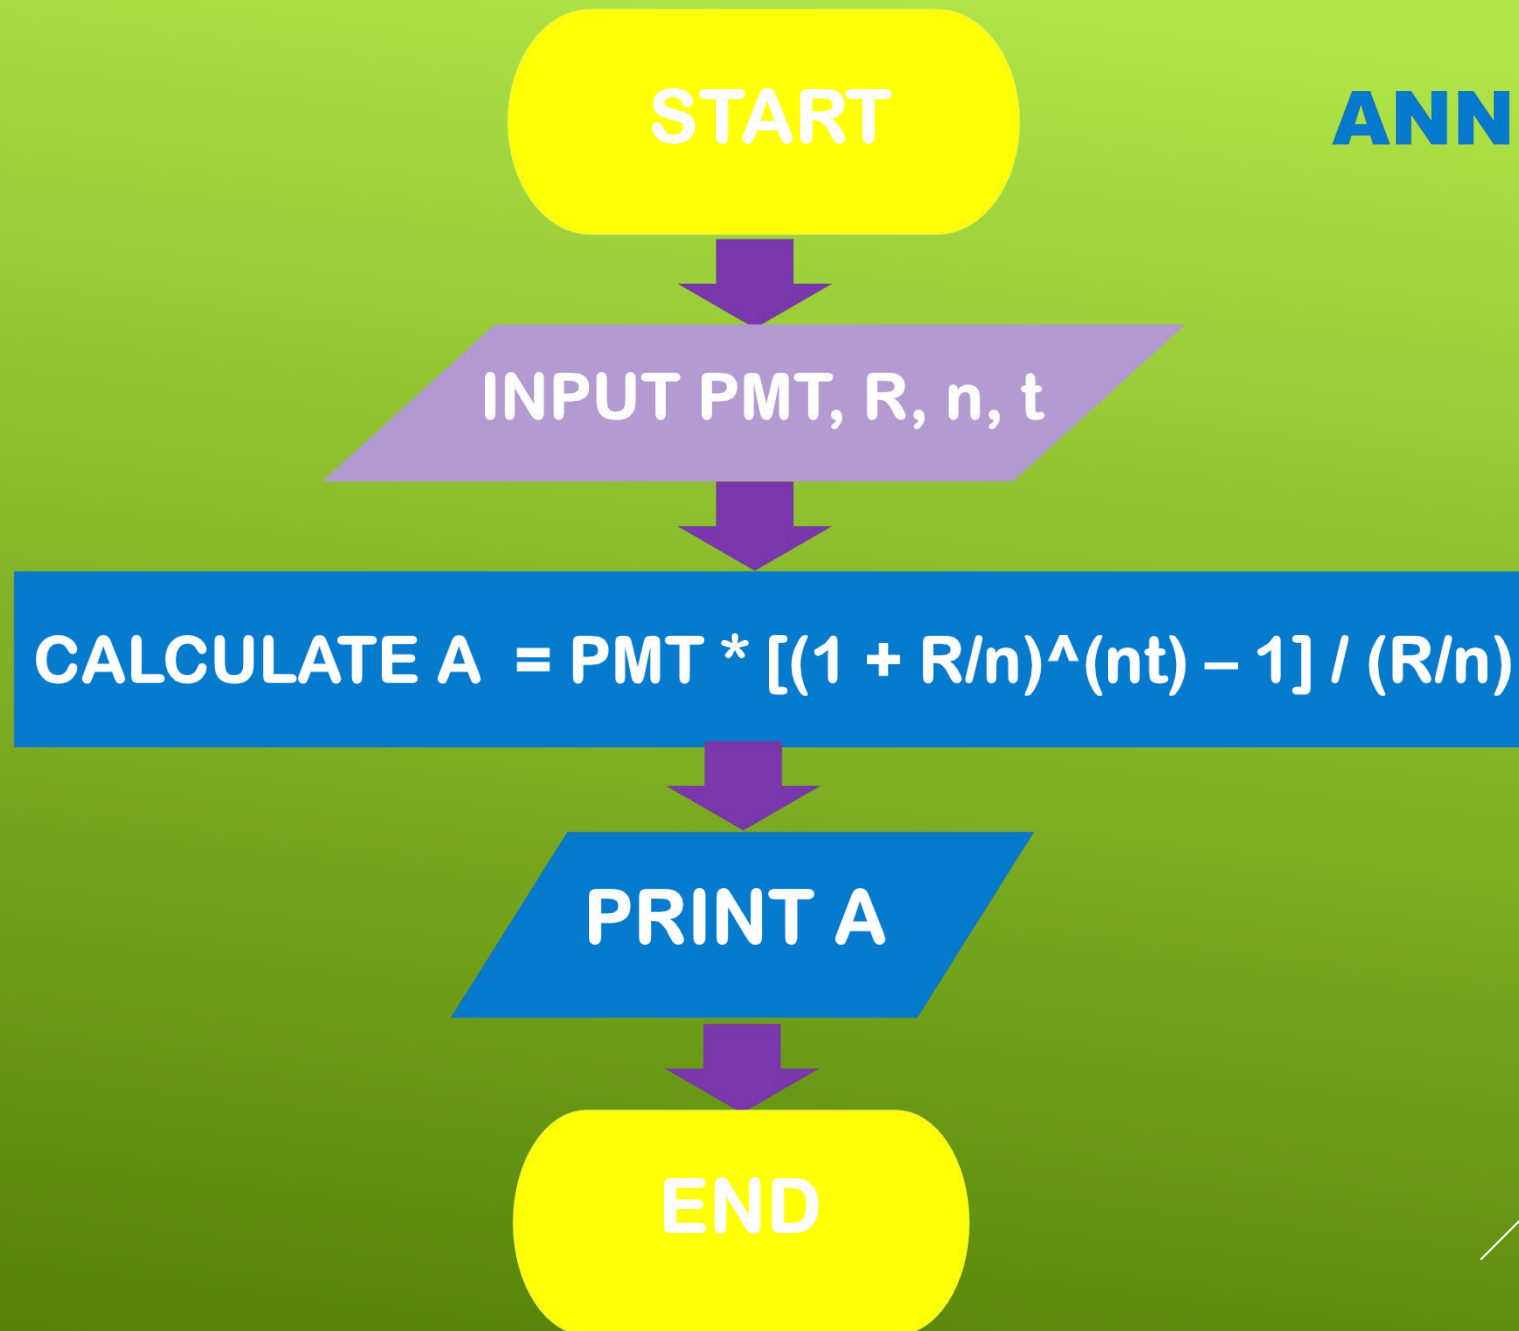 START
ANN
INPUT PMT, R, n, t
CALCULATE A = PMT * [(1 + R/n)^(nt) – 1] / (R/n)
PRINT A
END